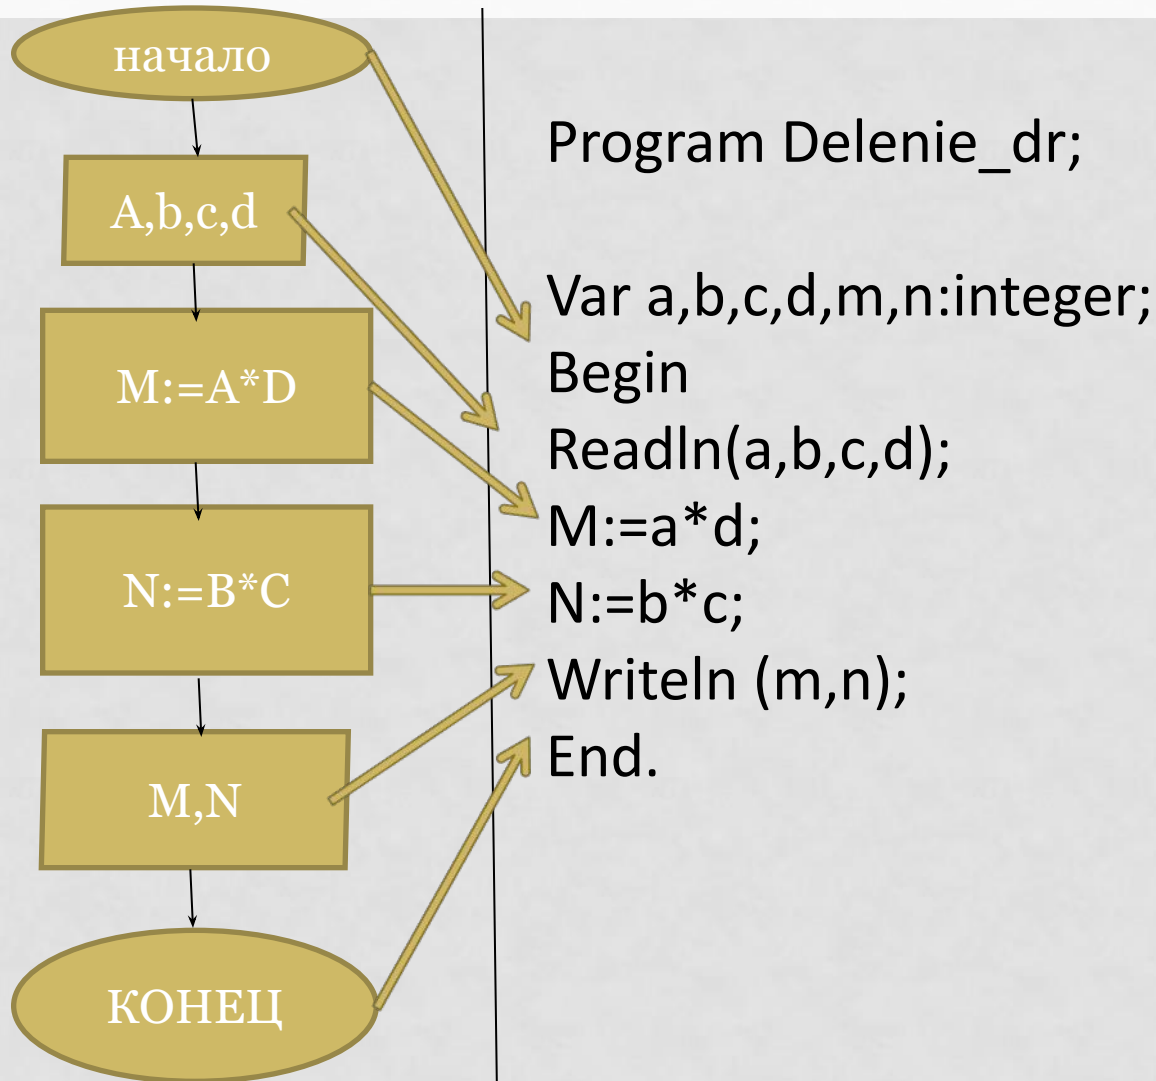 начало
A,b,c,d
M:=A*D
N:=B*C
M,N
КОНЕЦ
Program Delenie_dr;
Var a,b,c,d,m,n:integer;
Begin
Readln(a,b,c,d);
M:=a*d;
N:=b*c;
Writeln (m,n);
End.